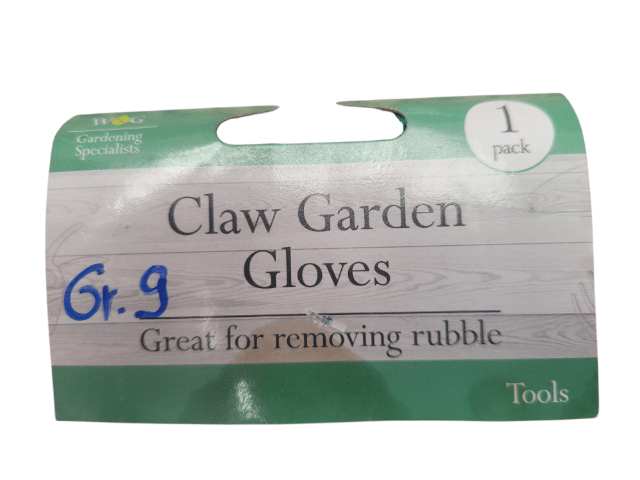 W&G
Gardening
Specialists
1
pack
Claw Garden
Gloves
Gr. 9
Great for removing rubble
Tools